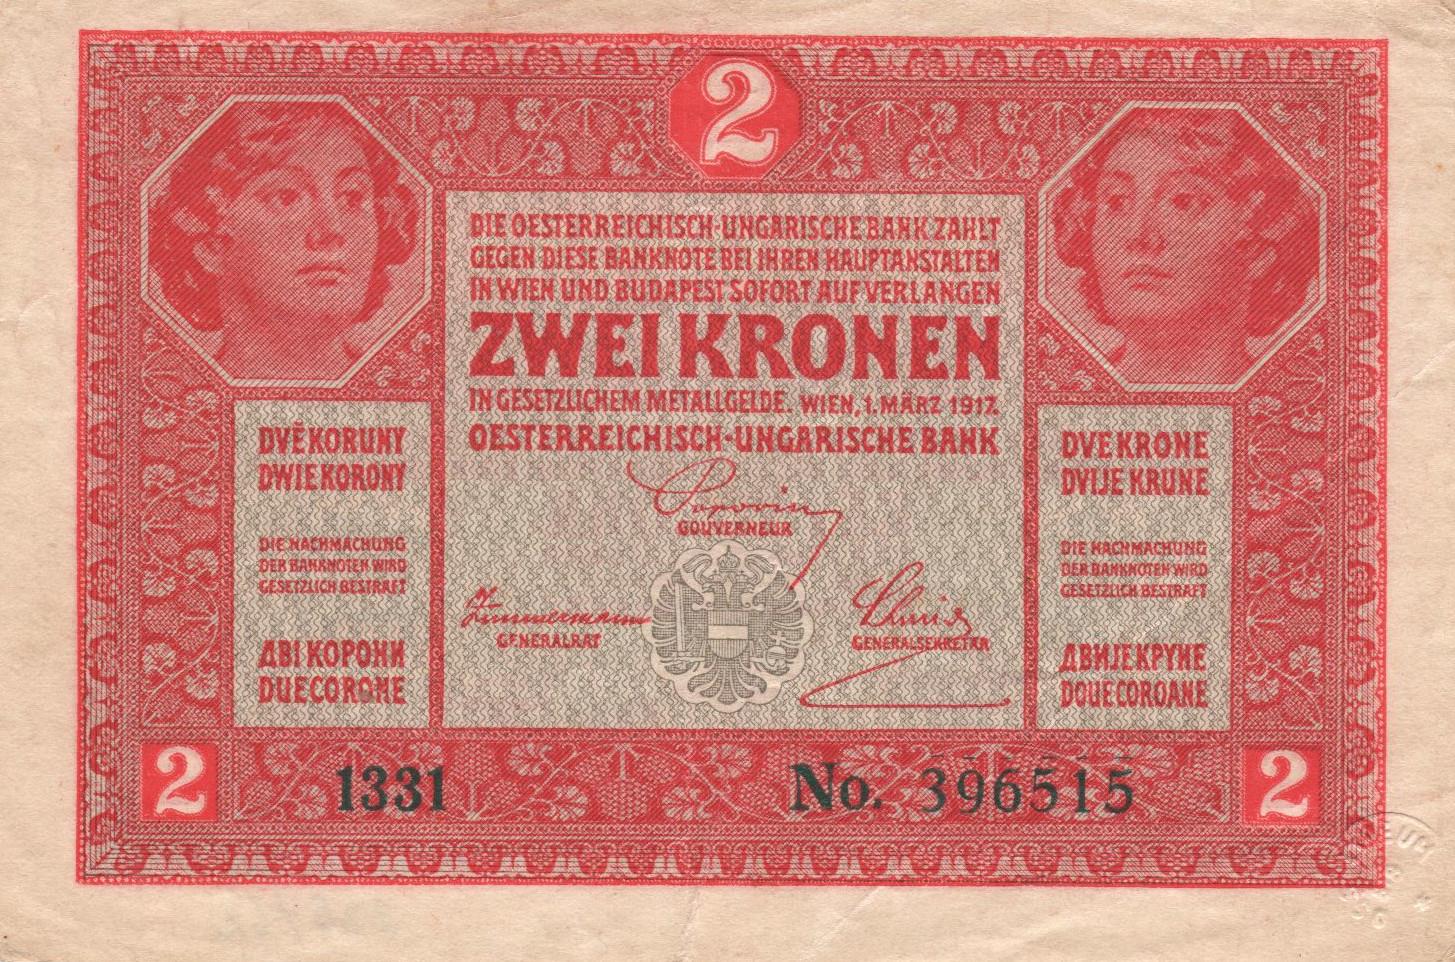 2
DIE OESTERREICHISCH-UNGARISCHE BANK ZAHLT
GEGEN DIESE BANKNOTE BEI IHREN HAUPTANSTALTEN
IN WIEN UND BUDAPEST SOFORT AUF VERLANGEN
ZWEI KRONEN
IN GESETZLICHEM METALLGELDE. WIEN, 1. MÄRZ 1917.
OESTERREICHISCH-UNGARISCHE BANK
Popovics
GOUVERNEUR
GENERALRAT
GENERALSEKRETÄR
DVĚ KORUNY
DWIE KORONY
DIE NACHMACHUNG
DER BANKNOTEN WIRD
GESETZLICH BESTRAFT
ДВІ КОРОНИ
DUE CORONE
DVE KRONE
DVIJE KRUNE
DIE NACHMACHUNG
DER BANKNOTEN WIRD
GESETZLICH BESTRAFT
ДВИЈЕ КРУНЕ
DOUE COROANE
2
1331
No. 396515
2